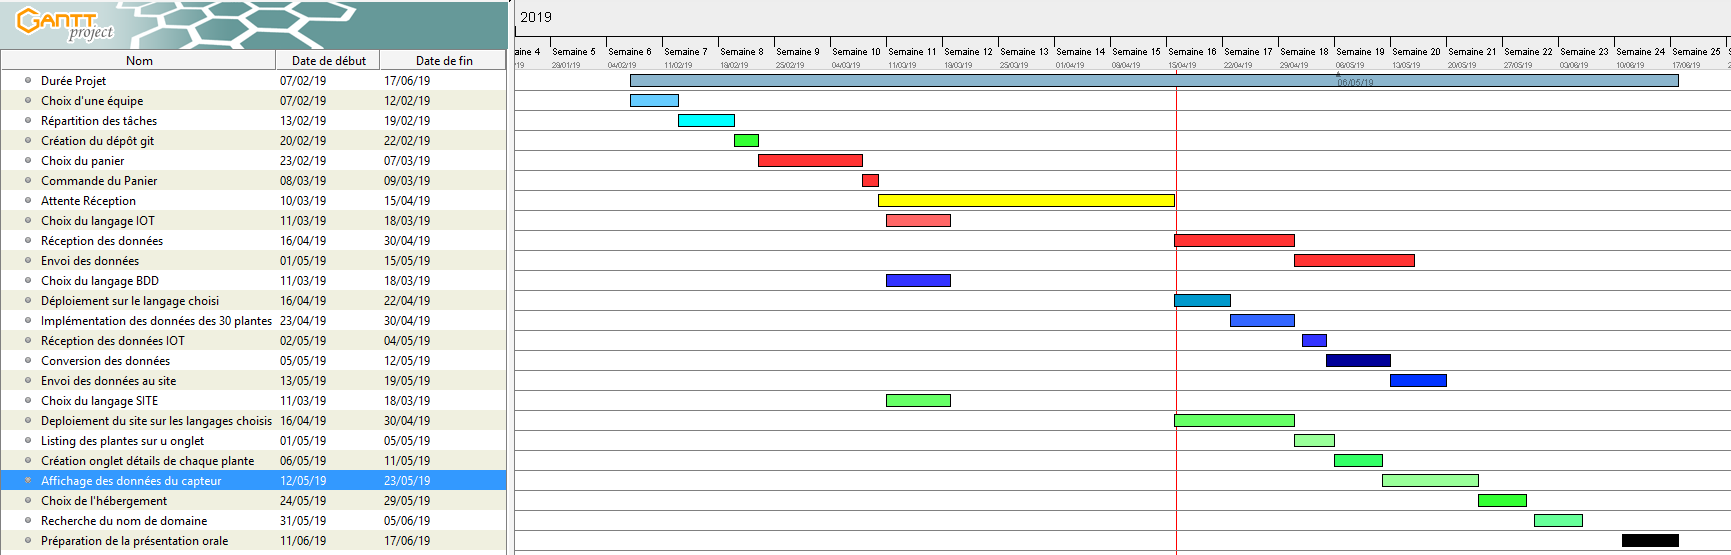 GANTT
project
2019
aine 4 Semaine 5 Semaine 6 Semaine 7 Semaine 8 Semaine 9 Semaine 10 Semaine 11 Semaine 12 Semaine 13 Semaine 14 Semaine 15 Semaine 16 Semaine 17 Semaine 18 Semaine 19 Semaine 20 Semaine 21 Semaine 22 Semaine 23 Semaine 24 Semaine 25
/19 28/01/19 04/02/19 11/02/19 18/02/19 25/02/19 04/03/19 11/03/19 18/03/19 25/03/19 01/04/19 08/04/19 15/04/19 22/04/19 29/04/19 06/05/19 13/05/19 20/05/19 27/05/19 03/06/19 10/06/19 17/06/19
Nom Date de début Date de fin
Durée Projet 07/02/19 17/06/19 06/05/19
Choix d'une équipe 07/02/19 12/02/19
Répartition des tâches 13/02/19 19/02/19
Création du dépôt git 20/02/19 22/02/19
Choix du panier 23/02/19 07/03/19
Commande du Panier 08/03/19 09/03/19
Attente Réception 10/03/19 15/04/19
Choix du langage IOT 11/03/19 18/03/19
Réception des données 16/04/19 30/04/19
Envoi des données 01/05/19 15/05/19
Choix du langage BDD 11/03/19 18/03/19
Déploiement sur le langage choisi 16/04/19 22/04/19
Implémentation des données des 30 plantes 23/04/19 30/04/19
Réception des données IOT 02/05/19 04/05/19
Conversion des données 05/05/19 12/05/19
Envoi des données au site 13/05/19 19/05/19
Choix du langage SITE 11/03/19 18/03/19
Deploiement du site sur les langages choisis 16/04/19 30/04/19
Listing des plantes sur u onglet 01/05/19 05/05/19
Création onglet détails de chaque plante 06/05/19 11/05/19
Affichage des données du capteur 12/05/19 23/05/19
Choix de l'hébergement 24/05/19 29/05/19
Recherche du nom de domaine 31/05/19 05/06/19
Préparation de la présentation orale 11/06/19 17/06/19